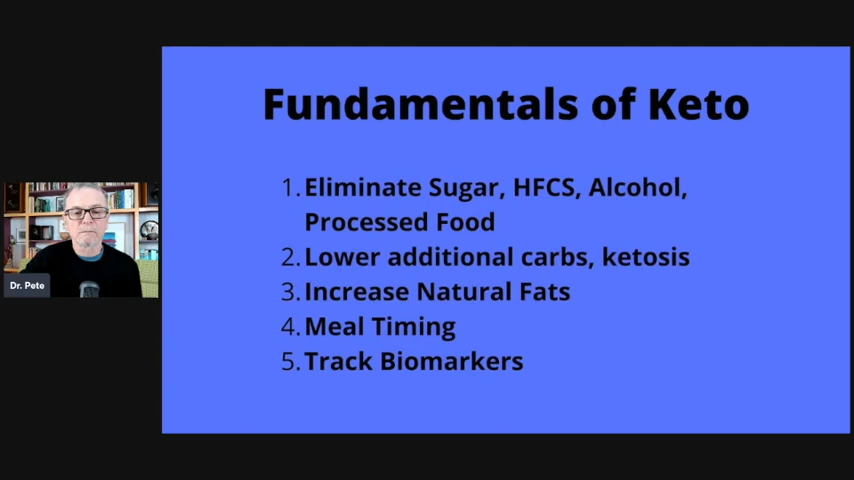 Fundamentals of Keto
1. Eliminate Sugar, HFCS, Alcohol,
Processed Food
2. Lower additional carbs, ketosis
3. Increase Natural Fats
4. Meal Timing
5. Track Biomarkers
Dr. Pete